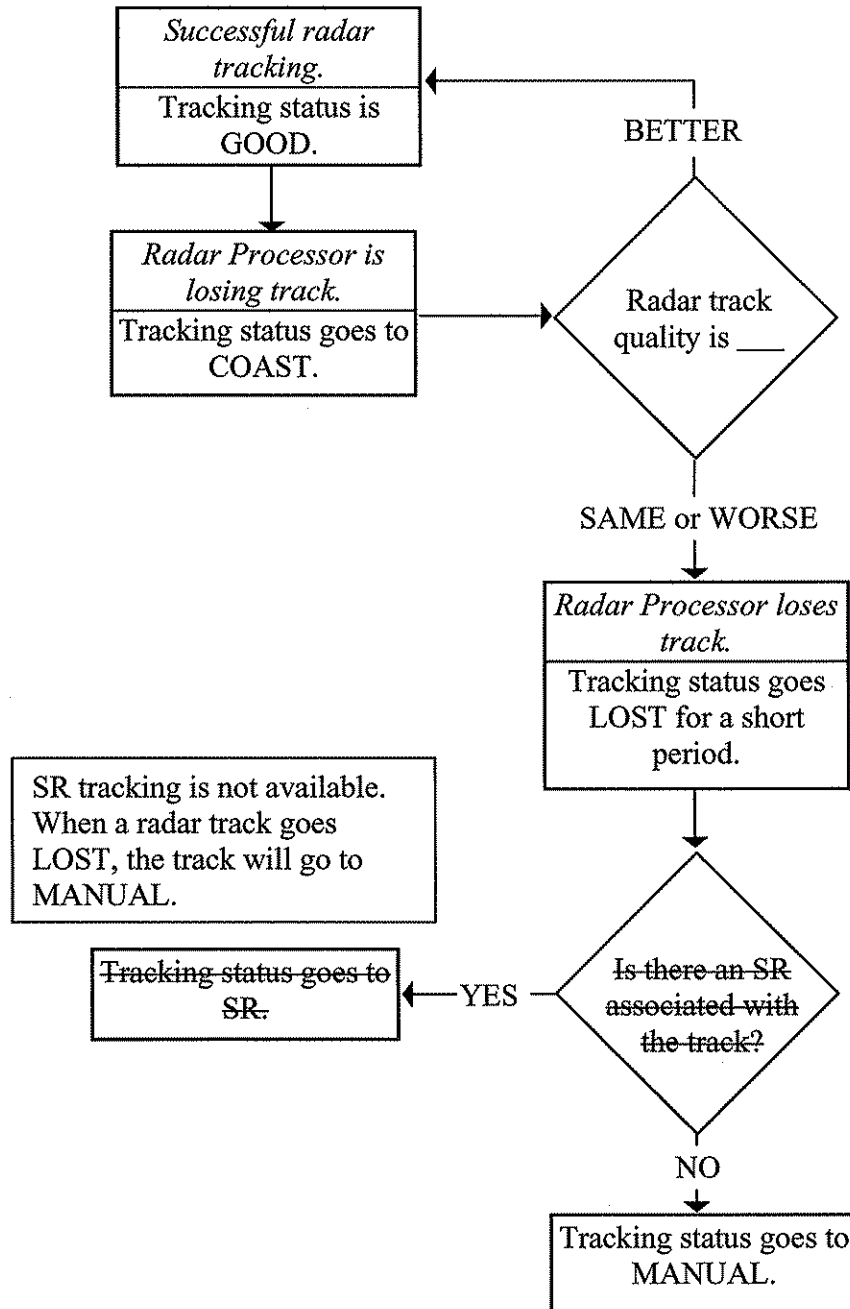 Successful radar
tracking.
Tracking status is
GOOD.
BETTER
Radar Processor is
losing track.
Tracking status goes to
COAST.
Radar track
quality is ___
SAME or WORSE
Radar Processor loses
track.
Tracking status goes
LOST for a short
period.
SR tracking is not available.
When a radar track goes
LOST, the track will go to
MANUAL.
Tracking status goes to
SR.
YES
Is there an SR
associated with
the track?
NO
Tracking status goes to
MANUAL.